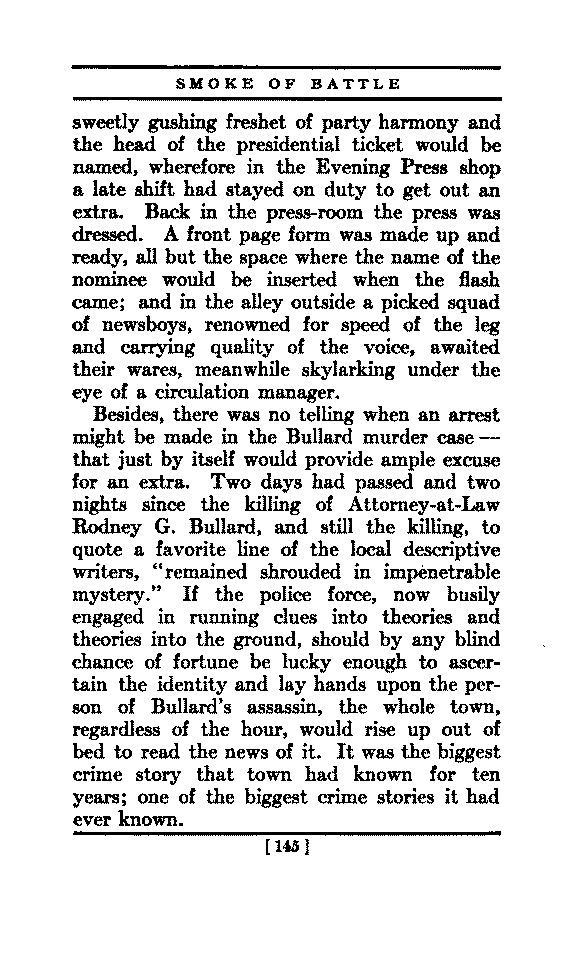 SMOKE OF BATTLE
sweetly gushing freshet of party harmony and
the head of the presidential ticket would be
named, wherefore in the Evening Press shop
a late shift had stayed on duty to get out an
extra. Back in the press-room the press was
dressed. A front page form was made up and
ready, all but the space where the name of the
nominee would be inserted when the flash
came; and in the alley outside a picked squad
of newsboys, renowned for speed of the leg
and carrying quality of the voice, awaited
their wares, meanwhile skylarking under the
eye of a circulation manager.
Besides, there was no telling when an arrest
might be made in the Bullard murder case —
that just by itself would provide ample excuse
for an extra. Two days had passed and two
nights since the killing of Attorney-at-Law
Rodney G. Bullard, and still the killing, to
quote a favorite line of the local descriptive
writers, "remained shrouded in impenetrable
mystery." If the police force, now busily
engaged in running clues into theories and
theories into the ground, should by any blind
chance of fortune be lucky enough to ascer-
tain the identity and lay hands upon the per-
son of Bullard's assassin, the whole town,
regardless of the hour, would rise up out of
bed to read the news of it. It was the biggest
crime story that town had known for ten
years; one of the biggest crime stories it had
ever known.
[145]